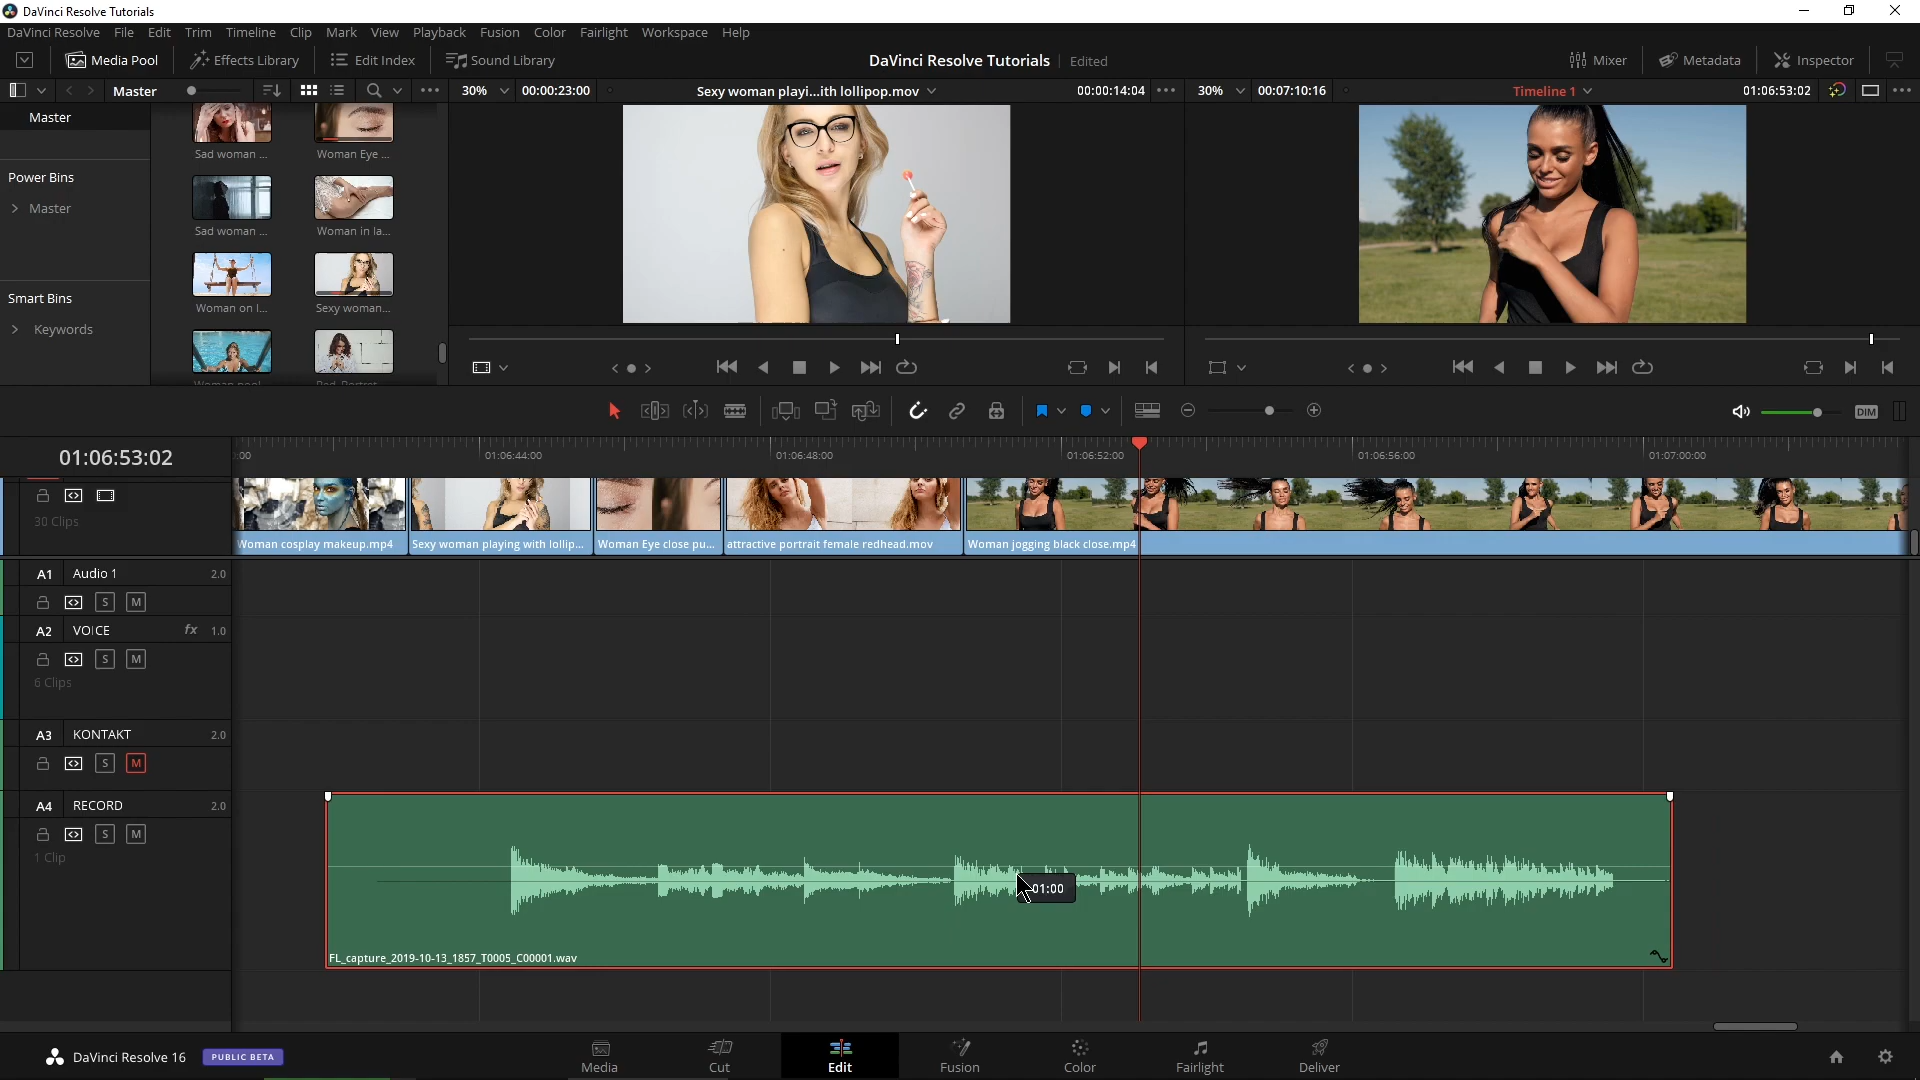 DaVinci Resolve Tutorials
DaVinci Resolve File Edit Trim Timeline Clip Mark View Playback Fusion Color Fairlight Workspace Help
Media Pool Effects Library Edit Index Sound Library DaVinci Resolve Tutorials Edited Mixer Metadata Inspector
Master 30% 00:00:23:00 Sexy woman playi...ith lollipop.mov 00:00:14:04 30% 00:07:10:16 Timeline 1 01:06:53:02
Master
Power Bins
Master
Smart Bins
Keywords
Sad woman ... Woman Eye ...
Sad woman ... Woman in la...
Woman on l... Sexy woman...
Woman pool Red Portret
DIM
01:06:53:02
:00 01:06:44:00 01:06:48:00 01:06:52:00 01:06:56:00 01:07:00:00
30 Clips
Woman cosplay makeup.mp4 Sexy woman playing with lollip... Woman Eye close pu... attractive portrait female redhead.mov Woman jogging black close.mp4
A1 Audio 1 2.0
S M
A2 VOICE fx 1.0
S M
6 Clips
A3 KONTAKT 2.0
S M
A4 RECORD 2.0
S M
1 Clip
01:00
FL_capture_2019-10-13_1857_T0005_C00001.wav
DaVinci Resolve 16 PUBLIC BETA
Media Cut Edit Fusion Color Fairlight Deliver